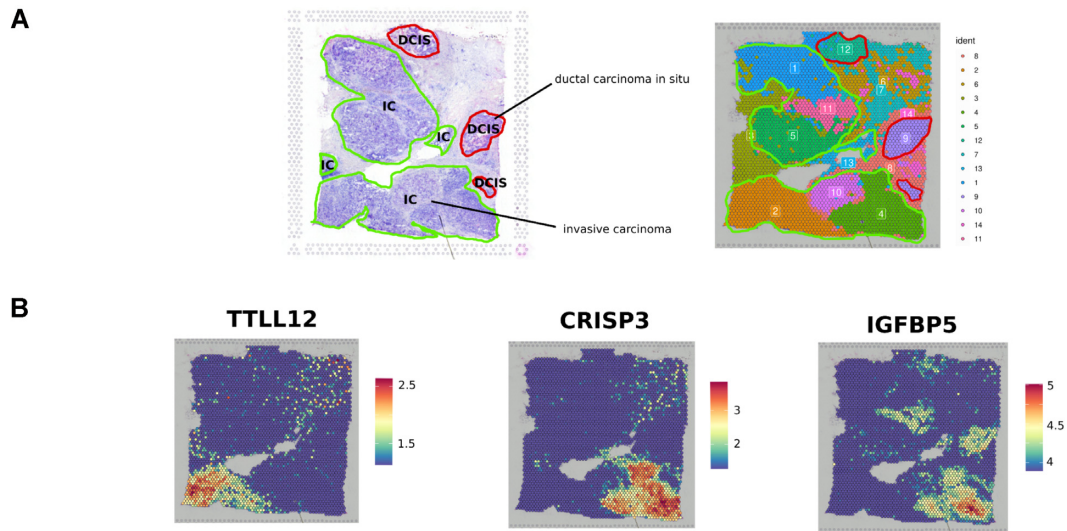 A
DCIS
IC
DCIS
IC
IC
DCIS
IC
ductal carcinoma in situ
invasive carcinoma
12
1
6
7
11
14
5
3
9
13
8
10
2
4
ident
8
2
6
3
4
5
12
7
13
1
9
10
14
11
B
TTLL12
CRISP3
IGFBP5
2.5
1.5
3
2
5
4.5
4